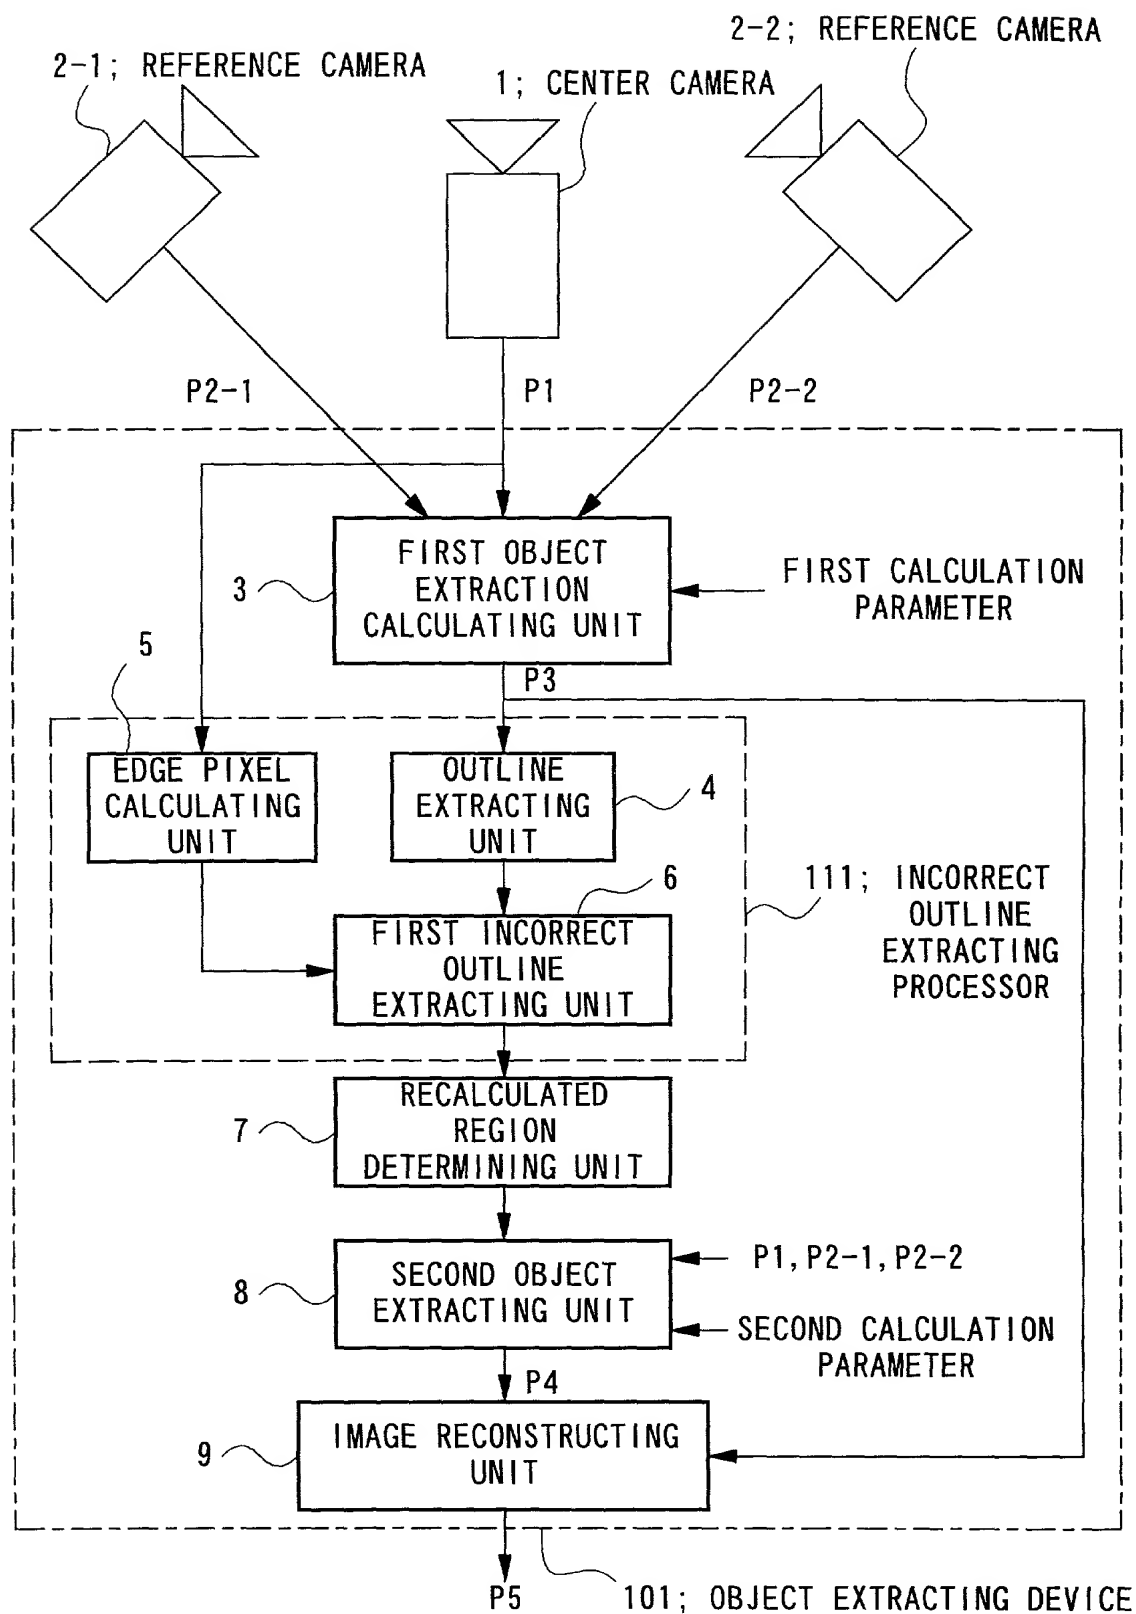 2-2; REFERENCE CAMERA
2-1; REFERENCE CAMERA
1; CENTER CAMERA
P2-1
P1
P2-2
FIRST OBJECT
EXTRACTION
CALCULATING UNIT
3
FIRST CALCULATION
PARAMETER
5
P3
EDGE PIXEL
CALCULATING
UNIT
OUTLINE
EXTRACTING
UNIT
4
6
111; INCORRECT
OUTLINE
EXTRACTING
PROCESSOR
FIRST INCORRECT
OUTLINE
EXTRACTING UNIT
RECALCULATED
REGION
DETERMINING UNIT
7
P1, P2-1, P2-2
SECOND OBJECT
EXTRACTING UNIT
8
SECOND CALCULATION
PARAMETER
P4
IMAGE RECONSTRUCTING
UNIT
9
P5
101; OBJECT EXTRACTING DEVICE